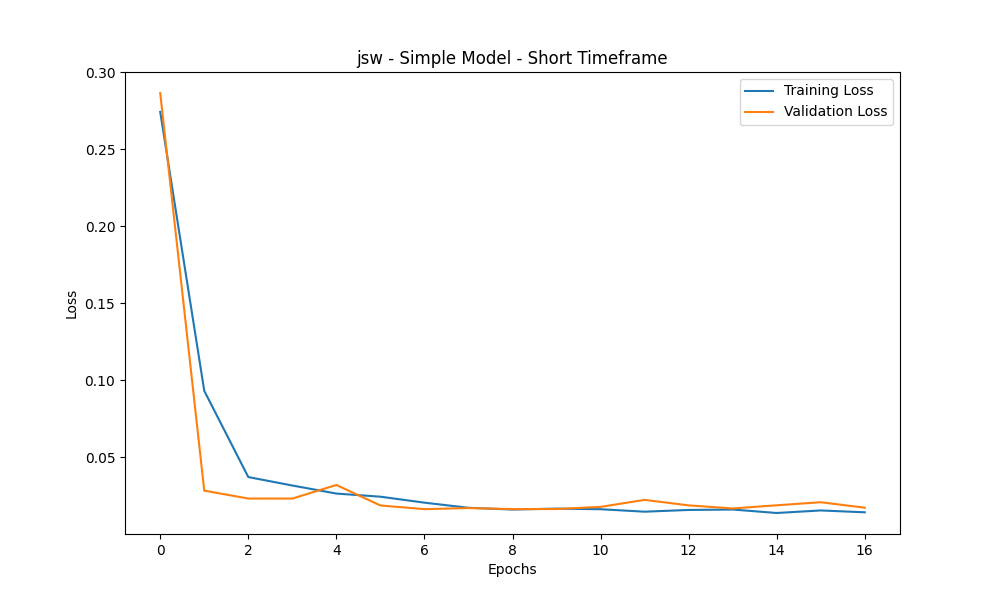 jsw - Simple Model - Short Timeframe
Training Loss
Validation Loss
0.30
0.25
0.20
0.15
0.10
0.05
Loss
0 2 4 6 8 10 12 14 16
Epochs